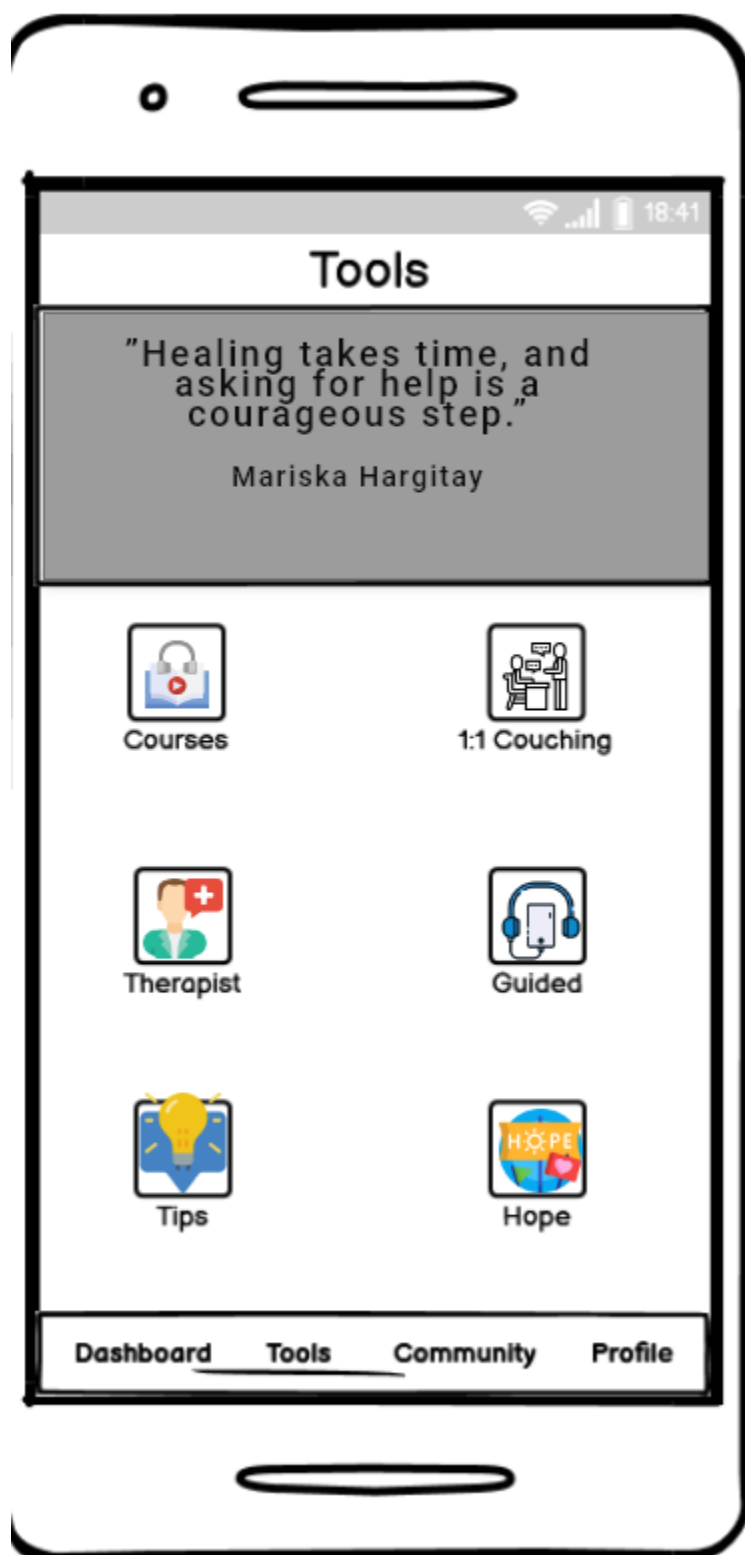 18:41
Tools
”Healing takes time, and
asking for help is a
courageous step.”
Mariska Hargitay
Courses
1:1 Couching
Therapist
Guided
HOPE
Tips
Hope
Dashboard Tools Community Profile